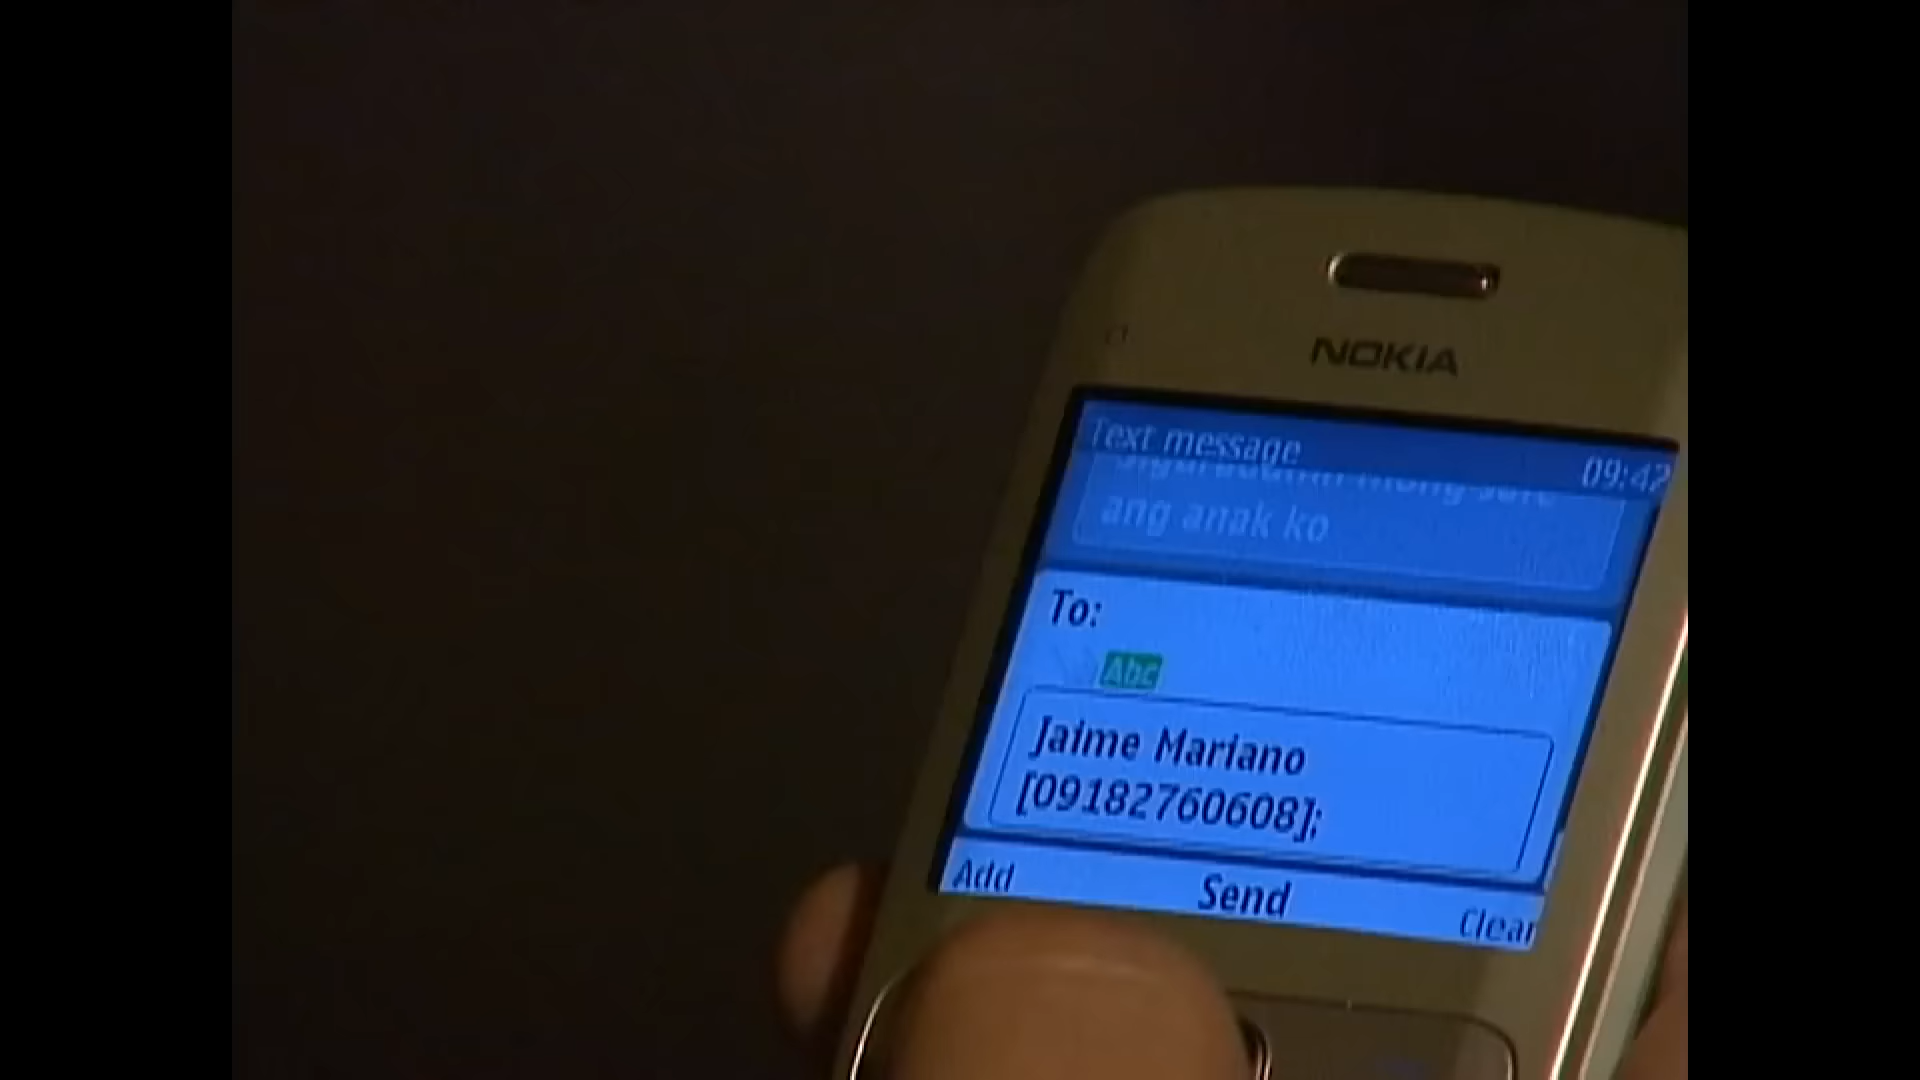 NOKIA
Text message
09:42
ang anak ko
To:
Abc
Jaime Mariano
[09182760608];
Add
Send
Clear